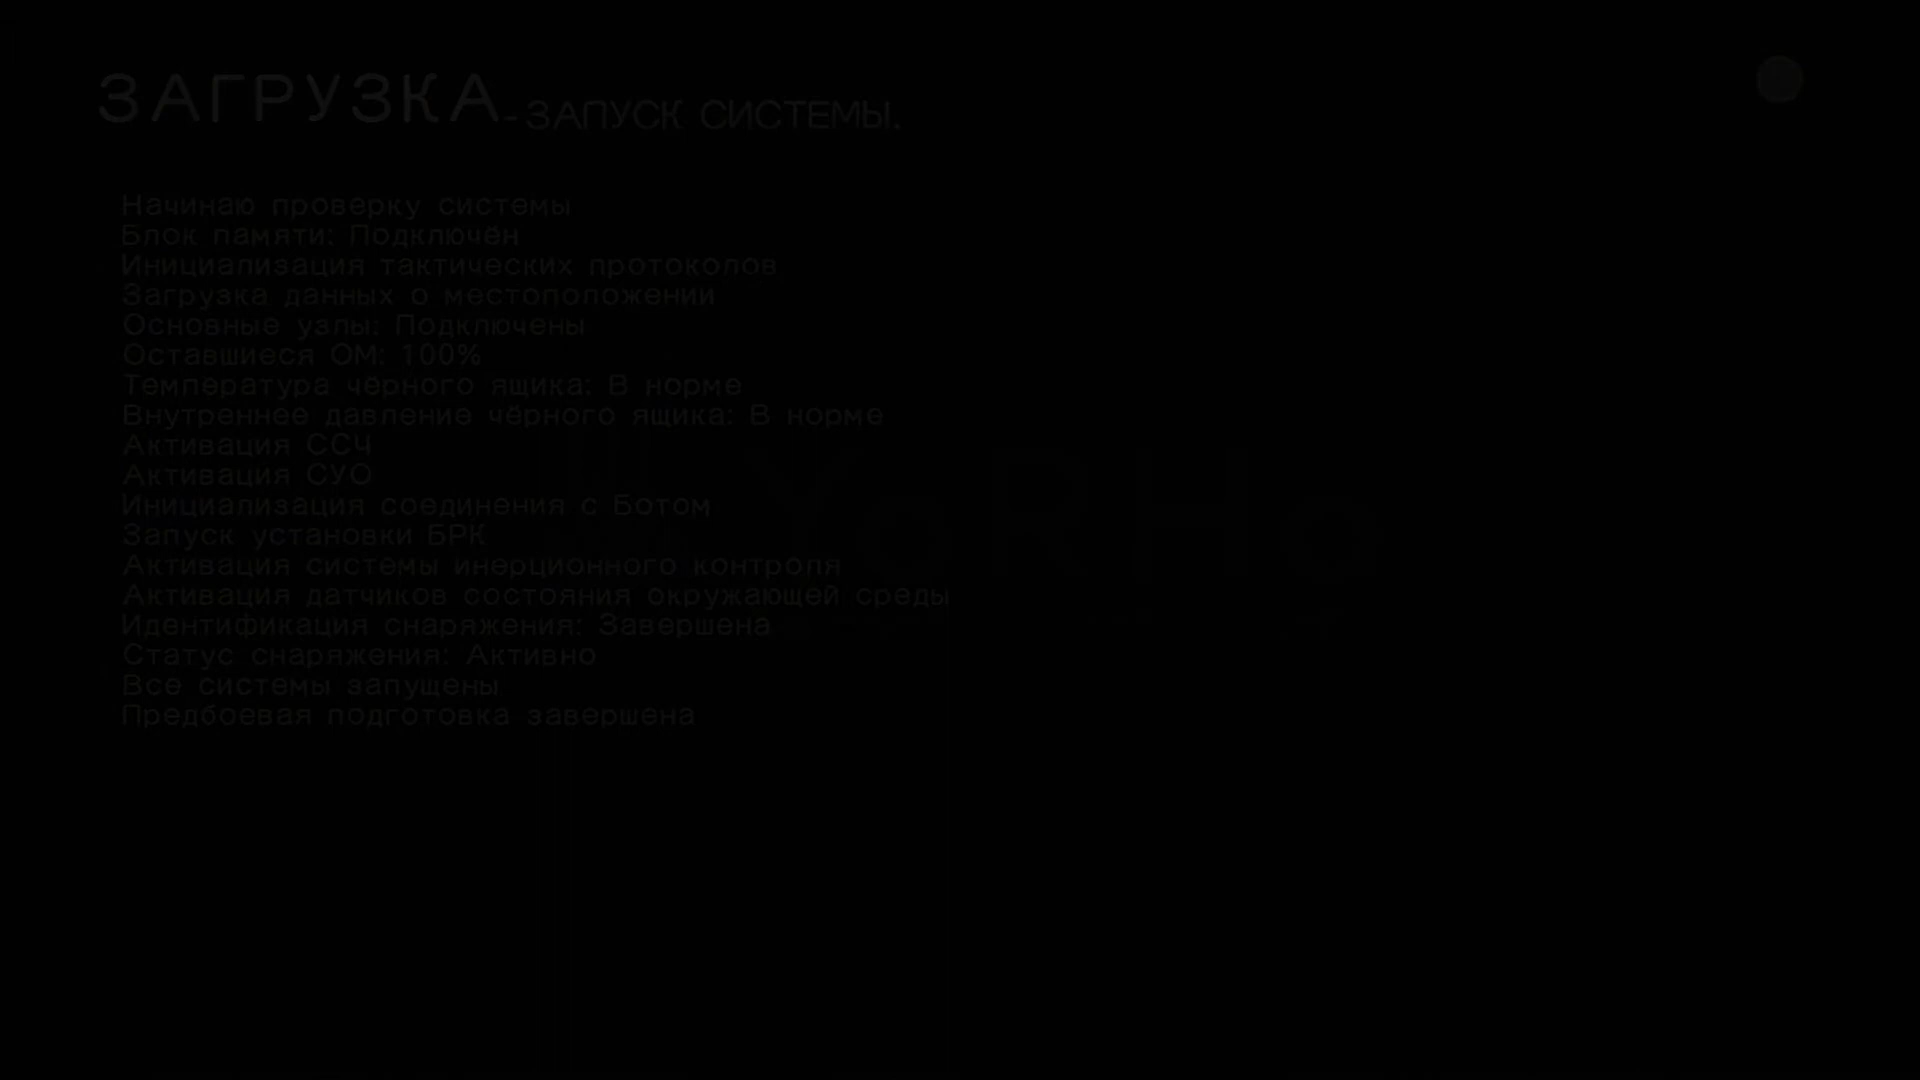 ЗАГРУЗКА-ЗАПУСК СИСТЕМЫ.
Начинаю проверку системы
Блок памяти: Подключён
Инициализация тактических протоколов
Загрузка данных о местоположении
Основные узлы: Подключены
Оставшиеся ОМ: 100%
Температура чёрного ящика: В норме
Внутреннее давление чёрного ящика: В норме
Активация ССЧ
Активация СУО
Инициализация соединения с Ботом
Запуск установки БРК
Активация системы инерционного контроля
Активация датчиков состояния окружающей среды
Идентификация снаряжения: Завершена
Статус снаряжения: Активно
Все системы запущены
Предбоевая подготовка завершена
YoRHa